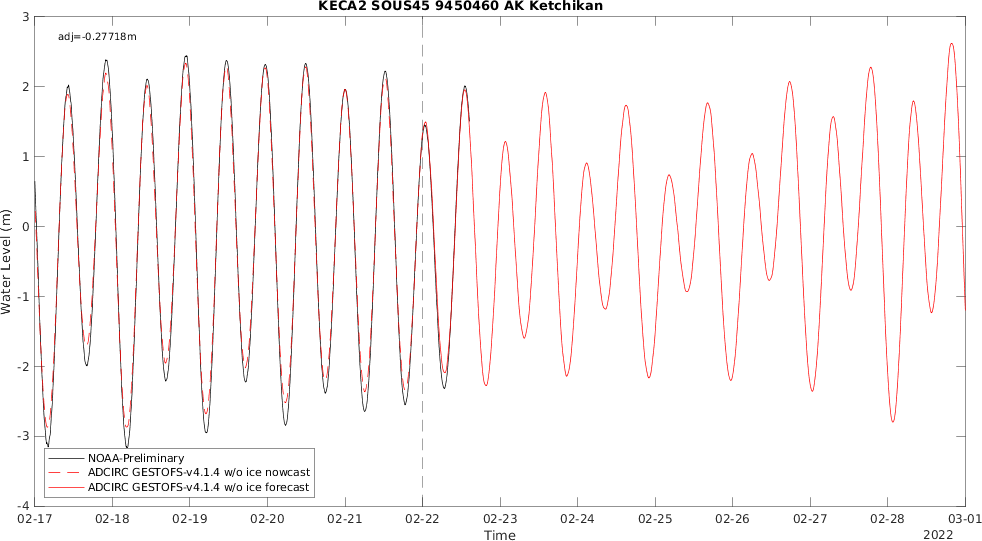 KECA2 SOUS45 9450460 AK Ketchikan
adj=-0.27718m
3
2
1
0
-1
-2
-3
-4
Water Level (m)
NOAA-Preliminary
ADCIRC GESTOFS-v4.1.4 w/o ice nowcast
ADCIRC GESTOFS-v4.1.4 w/o ice forecast
02-17 02-18 02-19 02-20 02-21 02-22 02-23 02-24 02-25 02-26 02-27 02-28 03-01
Time
2022